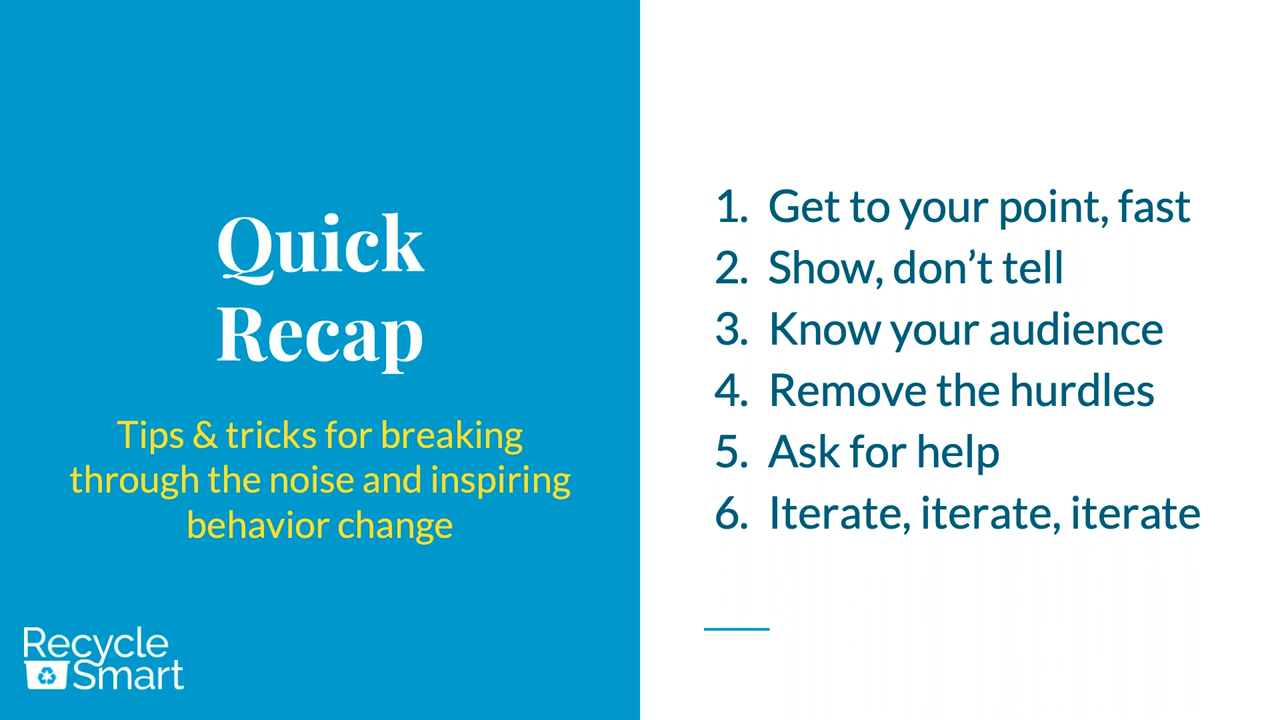 Quick
Recap
Tips & tricks for breaking
through the noise and inspiring
behavior change
Recycle
Smart
1. Get to your point, fast
2. Show, don’t tell
3. Know your audience
4. Remove the hurdles
5. Ask for help
6. Iterate, iterate, iterate